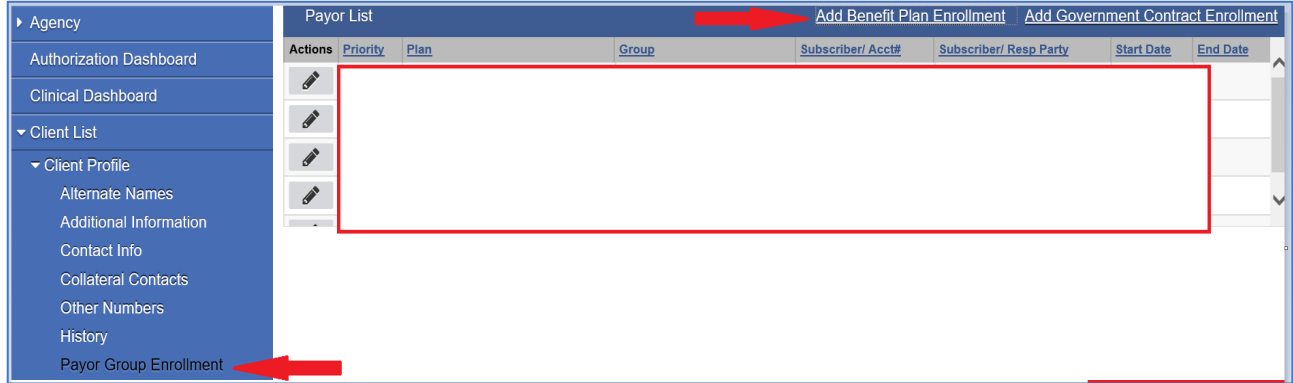 Agency
Authorization Dashboard
Clinical Dashboard
Client List
Client Profile
Alternate Names
Additional Information
Contact Info
Collateral Contacts
Other Numbers
History
Payor Group Enrollment
Payor List Add Benefit Plan Enrollment Add Government Contract Enrollment
Actions Priority Plan Group Subscriber/ Acct# Subscriber/ Resp Party Start Date End Date